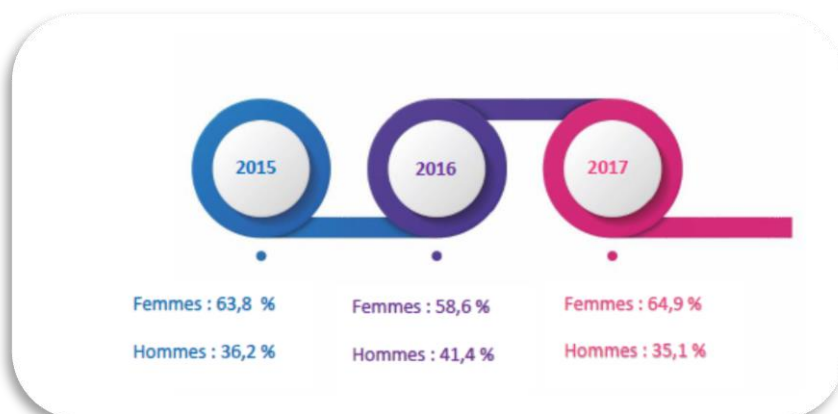 2015
2016
2017
Femmes : 63,8 %
Hommes : 36,2 %
Femmes : 58,6 %
Hommes : 41,4 %
Femmes : 64,9 %
Hommes : 35,1 %